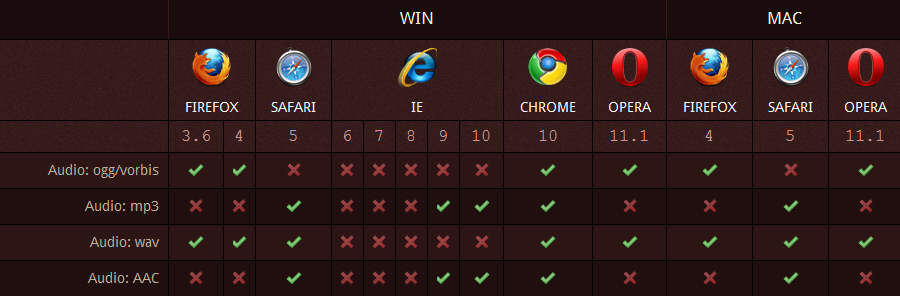 WIN MAC
FIREFOX SAFARI IE CHROME OPERA FIREFOX SAFARI OPERA
3.6 4 5 6 7 8 9 10 10 11.1 4 5 11.1
Audio: ogg/vorbis
Audio: mp3
Audio: wav
Audio: AAC